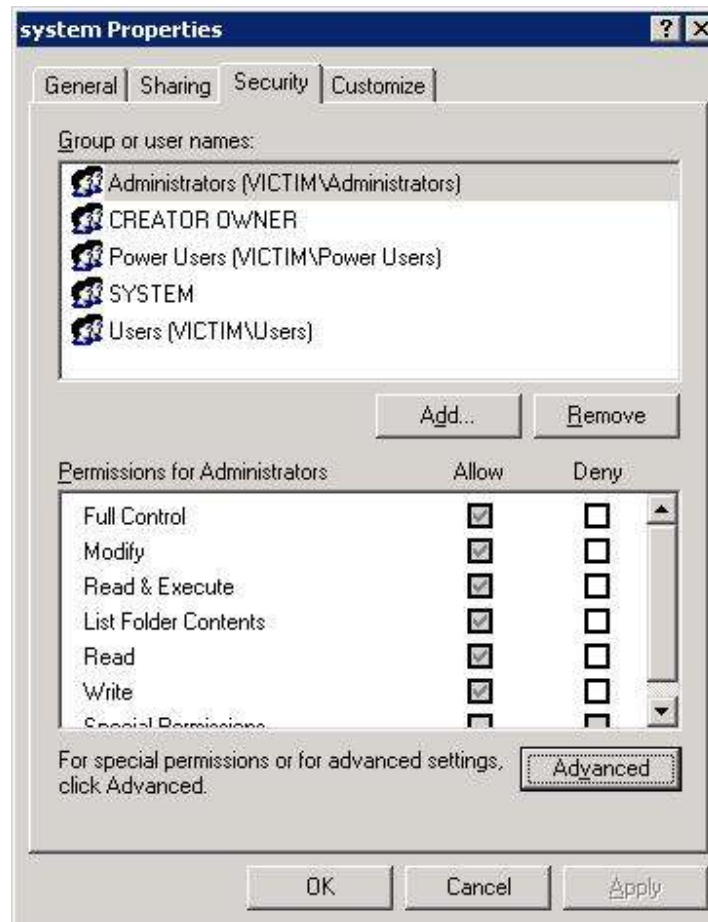 system Properties
General Sharing Security Customize
Group or user names:
Administrators (VICTIM\Administrators)
CREATOR OWNER
Power Users (VICTIM\Power Users)
SYSTEM
Users (VICTIM\Users)
Add... Remove
Permissions for Administrators Allow Deny
Full Control
Modify
Read & Execute
List Folder Contents
Read
Write
Special Permissions
For special permissions or for advanced settings,
click Advanced.
Advanced
OK Cancel Apply